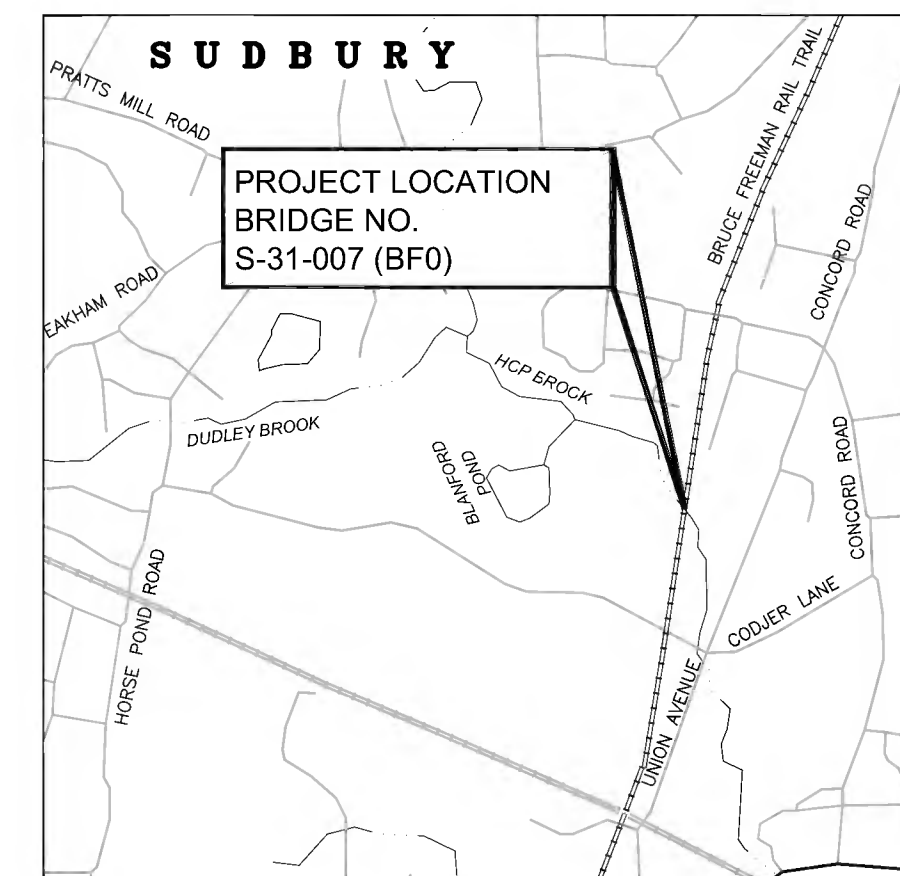 SUDBURY
PRATTS MILL ROAD
BRUCE FREEMAN RAIL TRAIL
PROJECT LOCATION
BRIDGE NO.
S-31-007 (BF0)
CONCORD ROAD
EAKHAM ROAD
HCP BROCK
DUDLEY BROOK
BLANFORD
POND
CONCORD ROAD
HORSE POND ROAD
CODJER LANE
UNION AVENUE